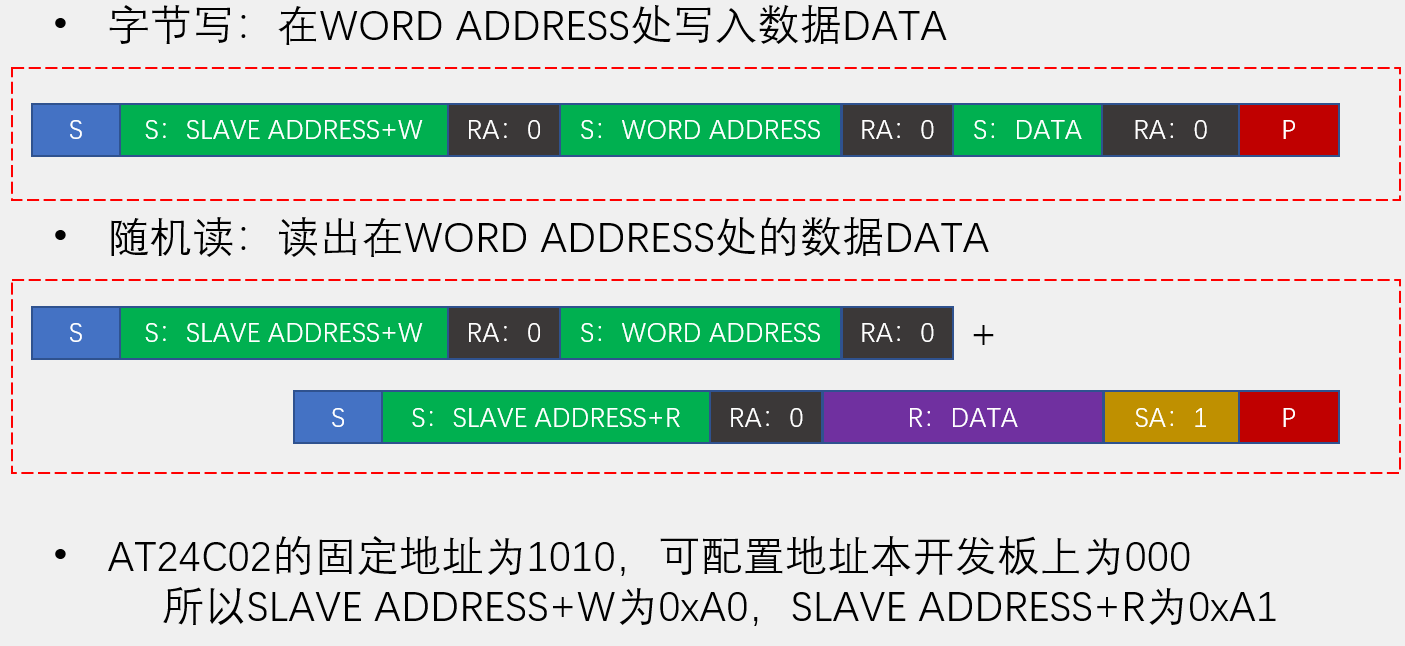 • 字节写：在WORD ADDRESS处写入数据DATA
S S：SLAVE ADDRESS+W RA：0 S：WORD ADDRESS RA：0 S：DATA RA：0 P
• 随机读：读出在WORD ADDRESS处的数据DATA
S S：SLAVE ADDRESS+W RA：0 S：WORD ADDRESS RA：0 +
S S：SLAVE ADDRESS+R RA：0 R：DATA SA：1 P
• AT24C02的固定地址为1010，可配置地址本开发板上为000
所以SLAVE ADDRESS+W为0xA0，SLAVE ADDRESS+R为0xA1